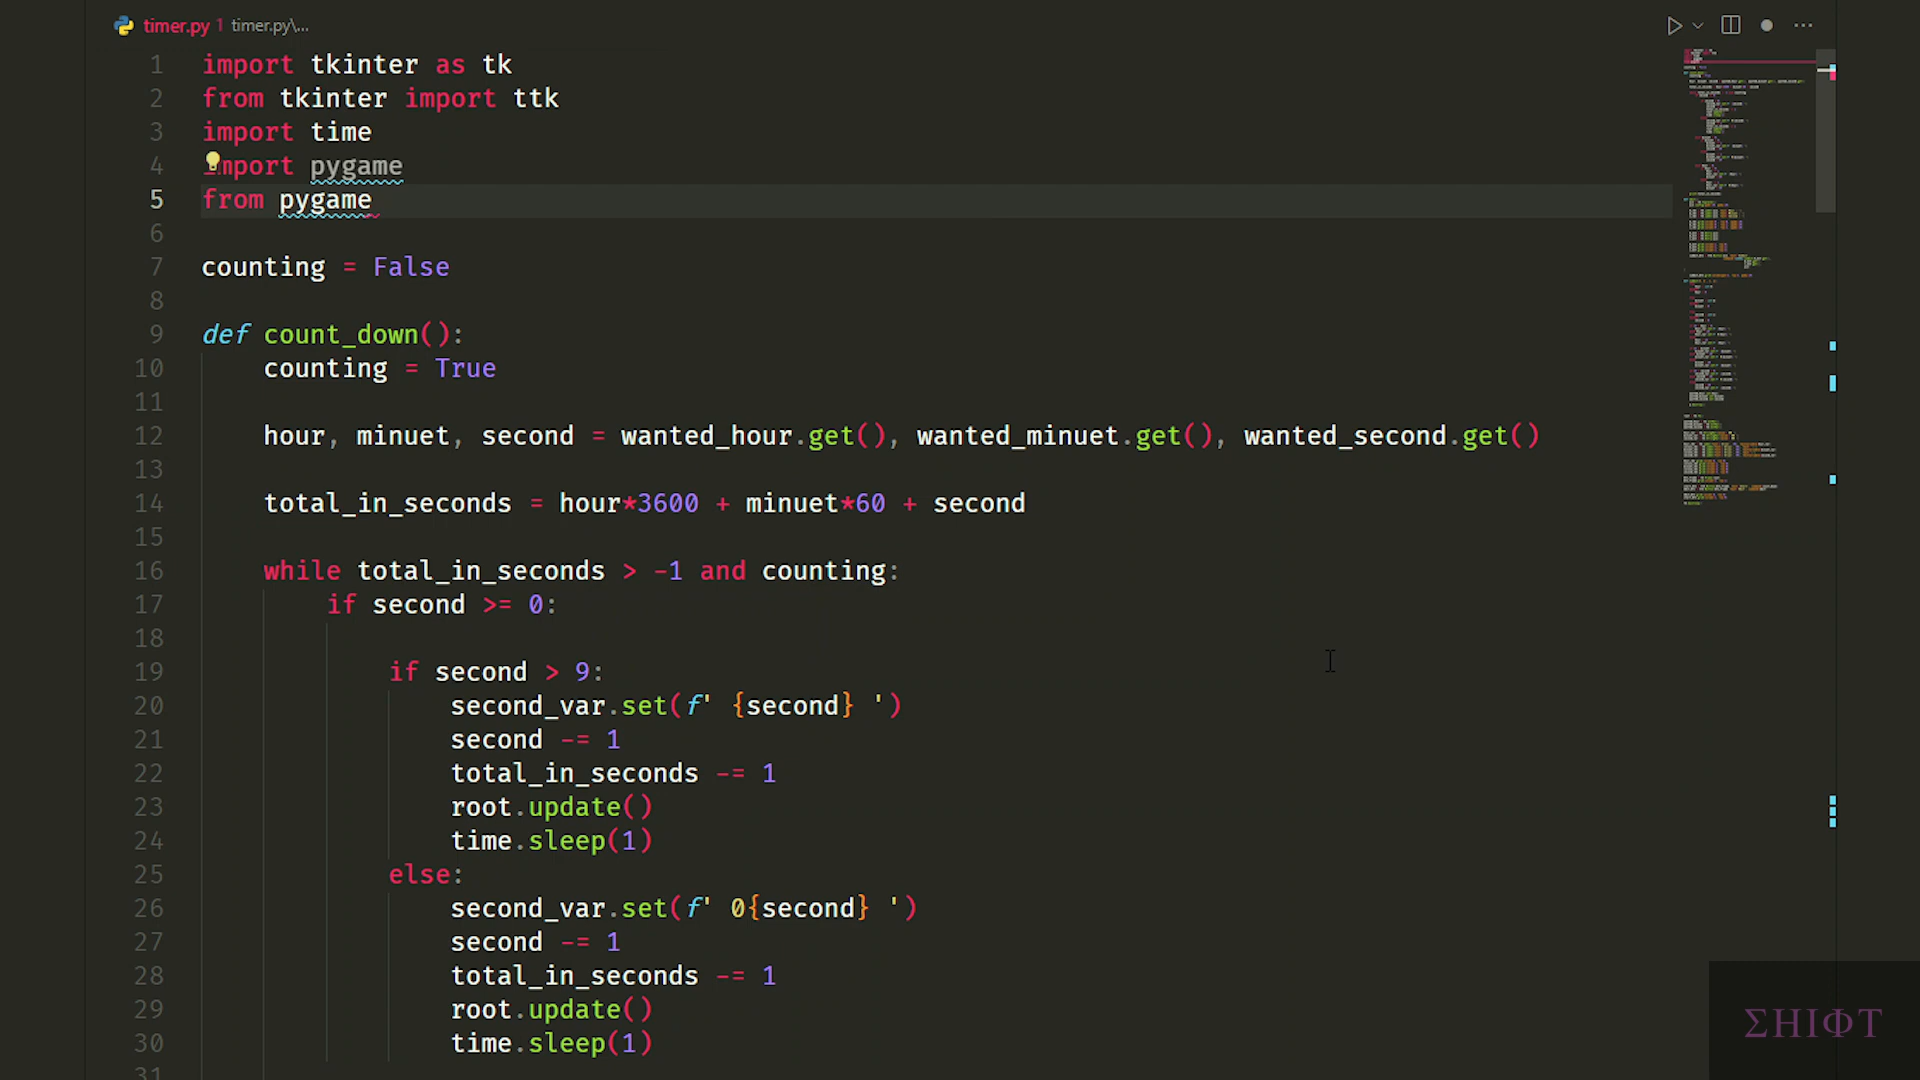 timer.py 1 timer.py\...
1 import tkinter as tk
2 from tkinter import ttk
3 import time
4 import pygame
5 from pygame
6
7 counting = False
8
9 def count_down():
10 counting = True
11
12 hour, minuet, second = wanted_hour.get(), wanted_minuet.get(), wanted_second.get()
13
14 total_in_seconds = hour*3600 + minuet*60 + second
15
16 while total_in_seconds > -1 and counting:
17 if second >= 0:
18
19 if second > 9:
20 second_var.set(f' {second} ')
21 second -= 1
22 total_in_seconds -= 1
23 root.update()
24 time.sleep(1)
25 else:
26 second_var.set(f' 0{second} ')
27 second -= 1
28 total_in_seconds -= 1
29 root.update()
30 time.sleep(1)
31
ΣHIΦT